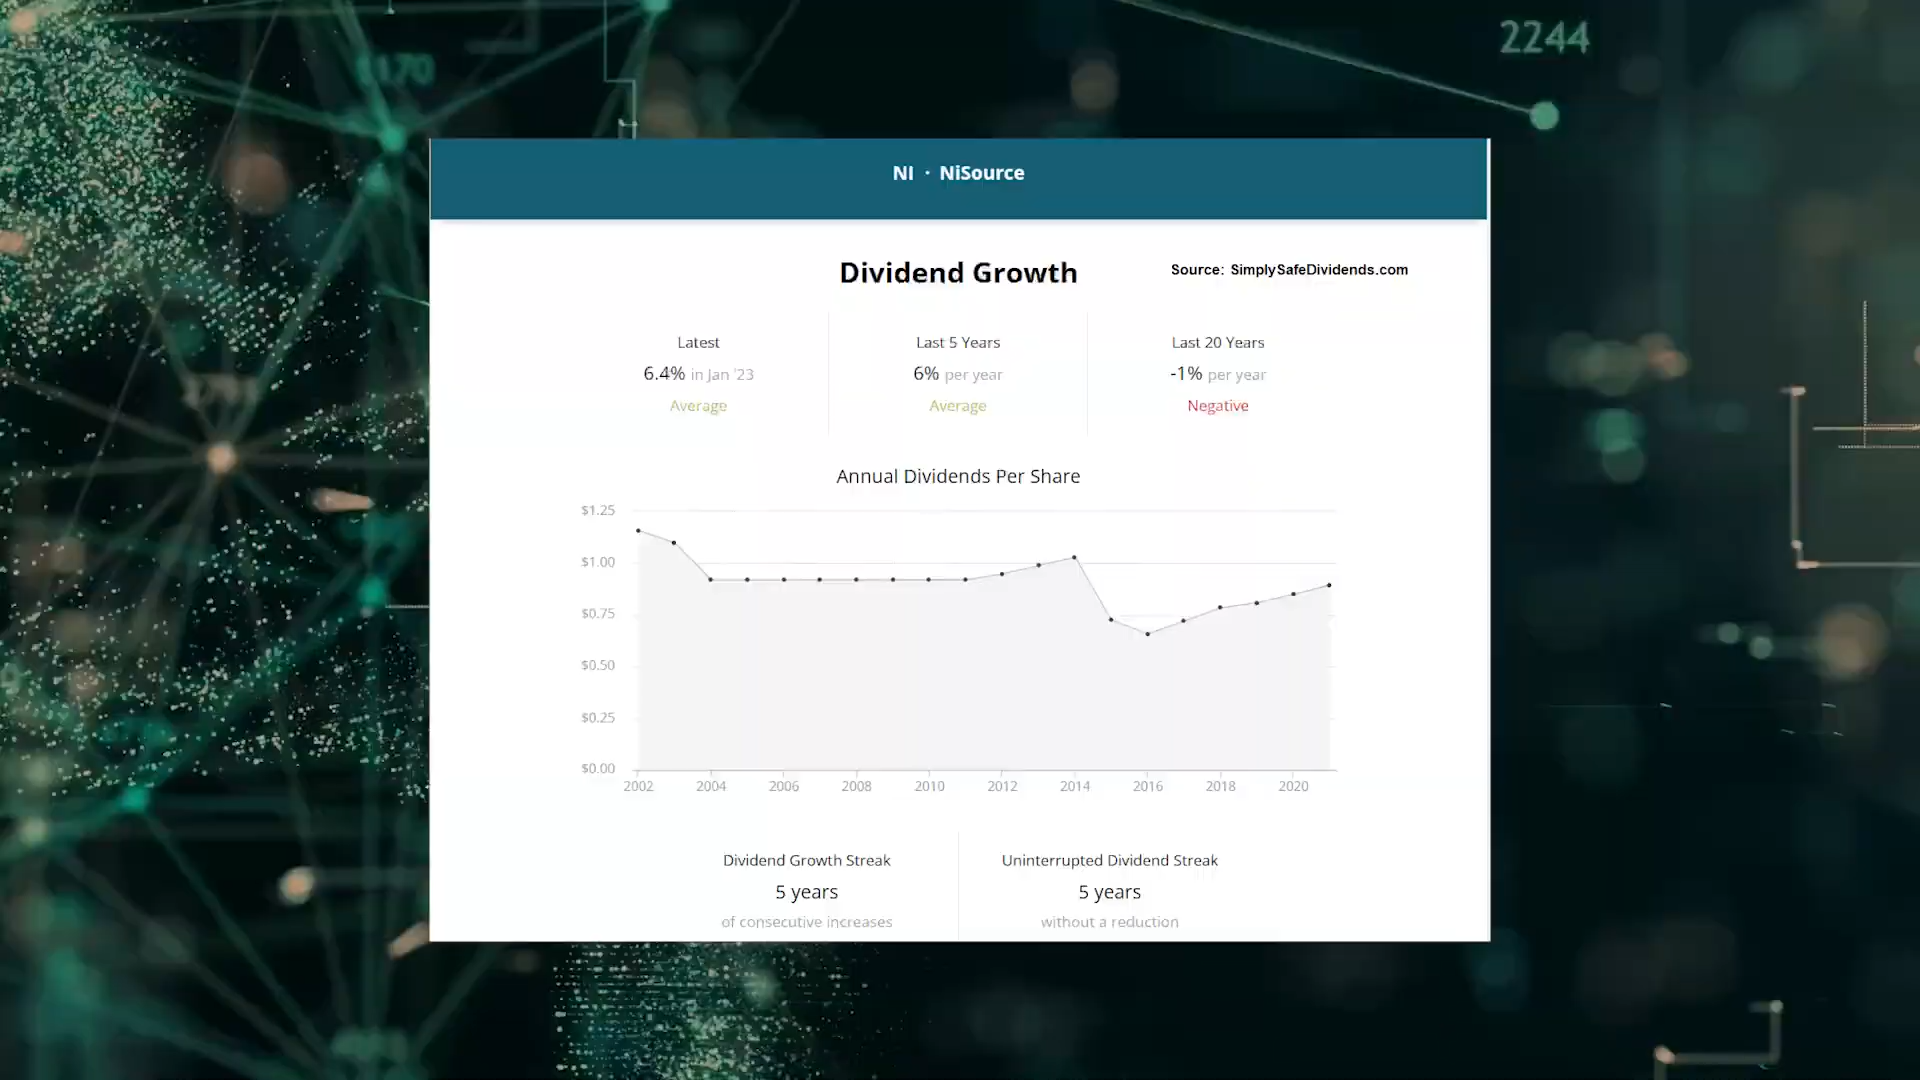 2244
NI · NiSource
Dividend Growth
Source: SimplySafeDividends.com
Latest
6.4% in Jan '23
Average
Last 5 Years
6% per year
Average
Last 20 Years
-1% per year
Negative
Annual Dividends Per Share
$1.25
$1.00
$0.75
$0.50
$0.25
$0.00
2002 2004 2006 2008 2010 2012 2014 2016 2018 2020
Dividend Growth Streak
5 years
of consecutive increases
Uninterrupted Dividend Streak
5 years
without a reduction